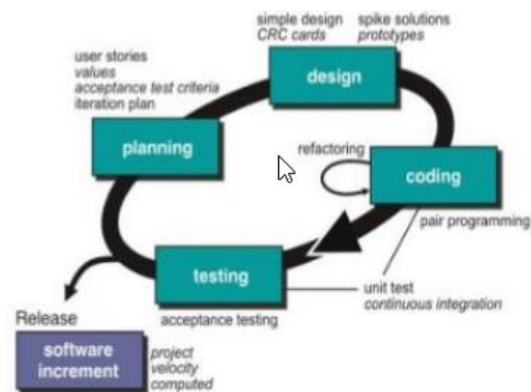 simple design
CRC cards
spike solutions
prototypes
user stories
values
acceptance test criteria
iteration plan
design
planning
refactoring
coding
pair programming
testing
unit test
continuous integration
acceptance testing
Release
software
increment
project
velocity
computed